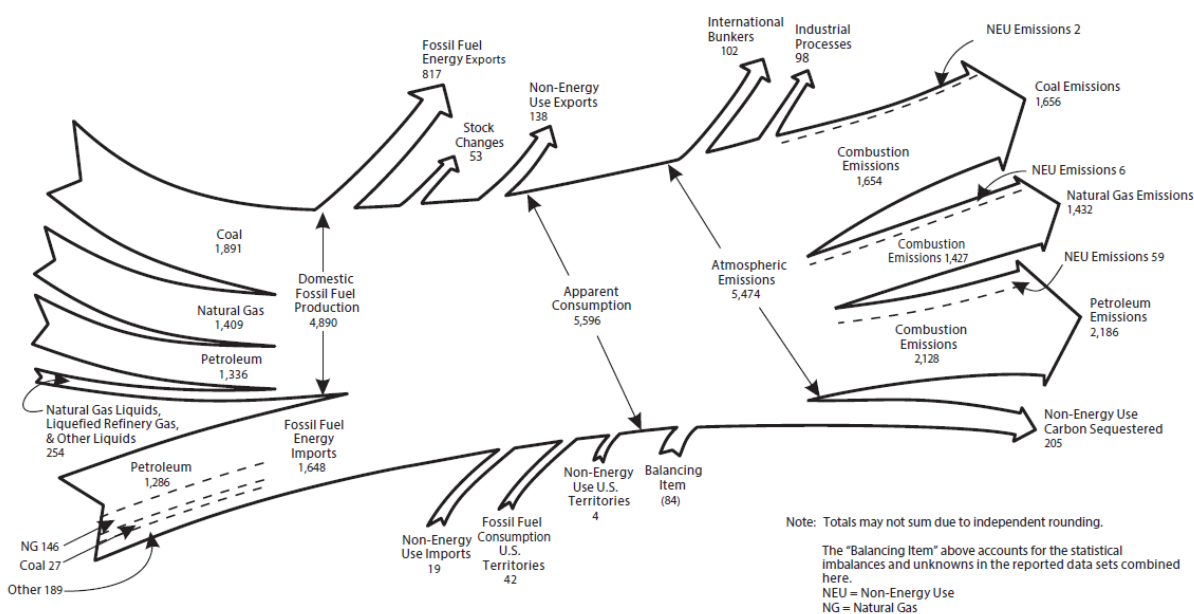 International
Bunkers
102
Industrial
Processes
98
NEU Emissions 2
Fossil Fuel
Energy Exports
817
Non-Energy
Use Exports
138
Stock
Changes
53
Coal Emissions
1,656
Combustion
Emissions
1,654
NEU Emissions 6
Natural Gas Emissions
1,432
Combustion
Emissions 1,427
NEU Emissions 59
Petroleum
Emissions
2,186
Combustion
Emissions
2,128
Coal
1,891
Natural Gas
1,409
Petroleum
1,336
Domestic
Fossil Fuel
Production
4,890
Apparent
Consumption
5,596
Atmospheric
Emissions
5,474
Natural Gas Liquids,
Liquefied Refinery Gas,
& Other Liquids
254
Fossil Fuel
Energy
Imports
1,648
Petroleum
1,286
NG 146
Coal 27
Other 189
Non-Energy
Use Imports
19
Fossil Fuel
Consumption
U.S.
Territories
42
Non-Energy
Use U.S.
Territories
4
Balancing
Item
(84)
Non-Energy Use
Carbon Sequestered
205
Note: Totals may not sum due to independent rounding.
The "Balancing Item" above accounts for the statistical
imbalances and unknowns in the reported data sets combined
here.
NEU = Non-Energy Use
NG = Natural Gas